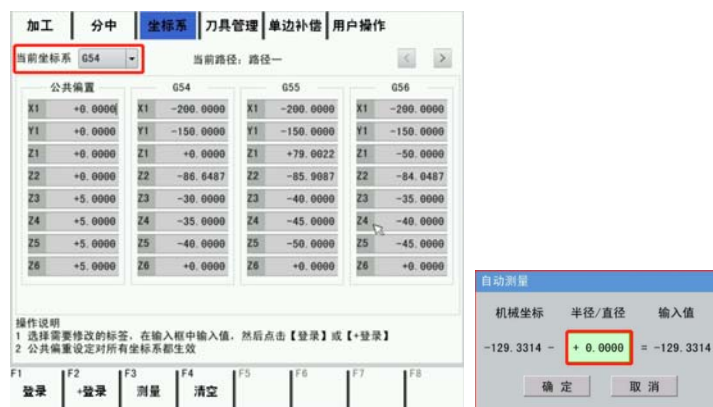 加工 分中 坐标系 刀具管理 单边补偿 用户操作
当前坐标系 G54 当前路径：路径一 < >
公共偏置 G54 G55 G56
X1 +0.0000 X1 -200.0000 X1 -200.0000 X1 -200.0000
Y1 +0.0000 Y1 -150.0000 Y1 -150.0000 Y1 -150.0000
Z1 +0.0000 Z1 +0.0000 Z1 +79.0022 Z1 -50.0000
Z2 +0.0000 Z2 -86.6487 Z2 -85.9087 Z2 -84.0487
Z3 +5.0000 Z3 -30.0000 Z3 -40.0000 Z3 -35.0000
Z4 +5.0000 Z4 -35.0000 Z4 -45.0000 Z4 -40.0000
Z5 +5.0000 Z5 -40.0000 Z5 -50.0000 Z5 -45.0000
Z6 +5.0000 Z6 +0.0000 Z6 +0.0000 Z6 +0.0000
操作说明
1 选择需要修改的标签，在输入框中输入值，然后点击【登录】或【+登录】
2 公共偏重设定对所有坐标系都生效
F1 F2 F3 F4 F5 F6 F7 F8
登录 +登录 测量 清空
自动测量
机械坐标 半径/直径 输入值
-129.3314 - + 0.0000 = -129.3314
确 定 取 消